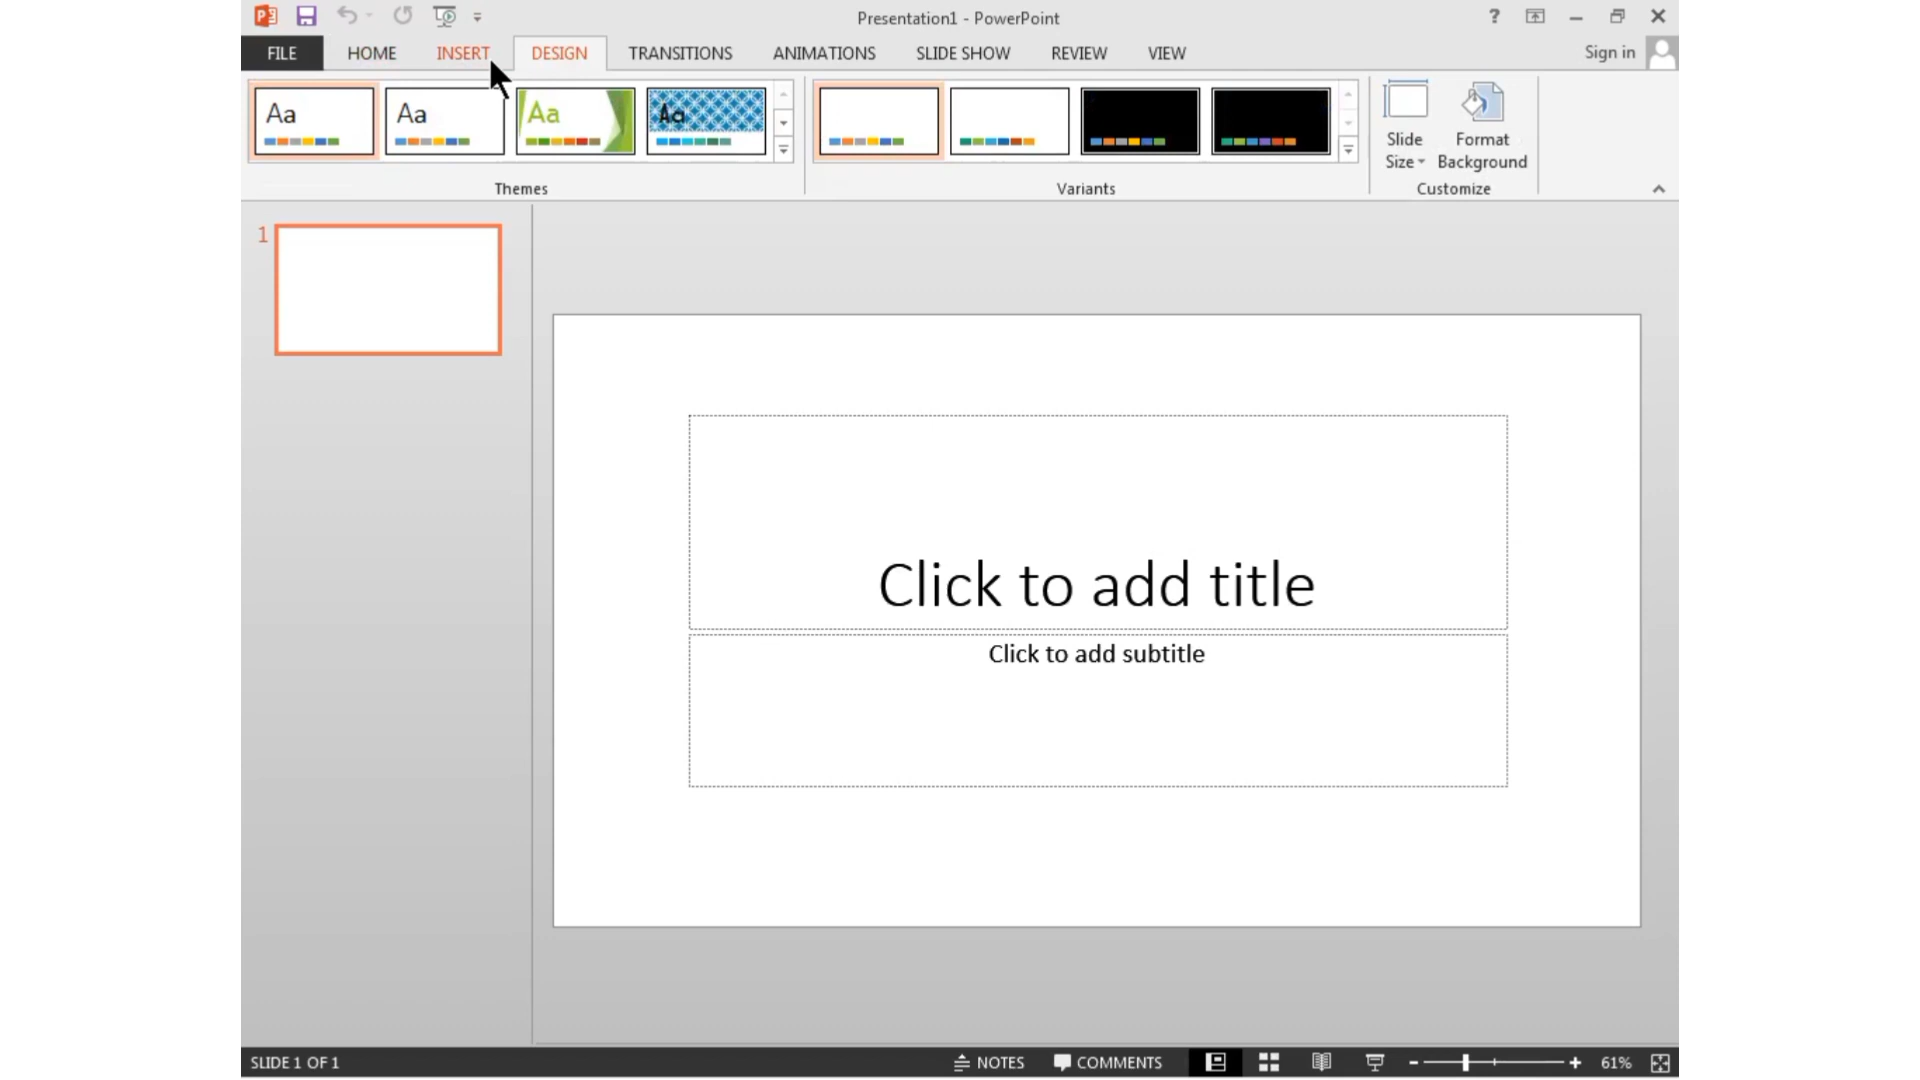 Presentation1 - PowerPoint
?
FILE HOME INSERT DESIGN TRANSITIONS ANIMATIONS SLIDE SHOW REVIEW VIEW Sign in
Aa Aa Aa Aa
Slide Size
Format Background
Themes Variants Customize
1
Click to add title
Click to add subtitle
SLIDE 1 OF 1 NOTES COMMENTS 61%